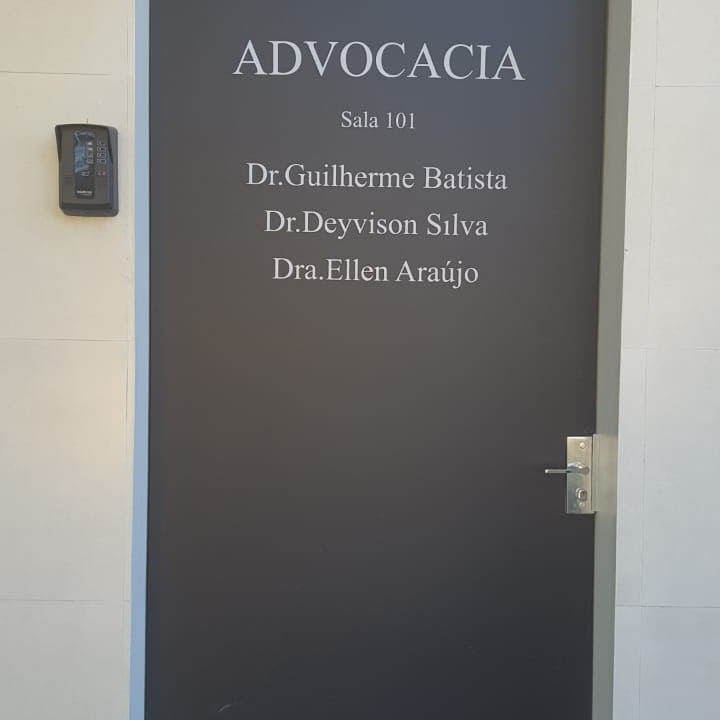 ADVOCACIA
Sala 101
Dr.Guilherme Batista
Dr.Deyvison Sılva
Dra.Ellen Araújo